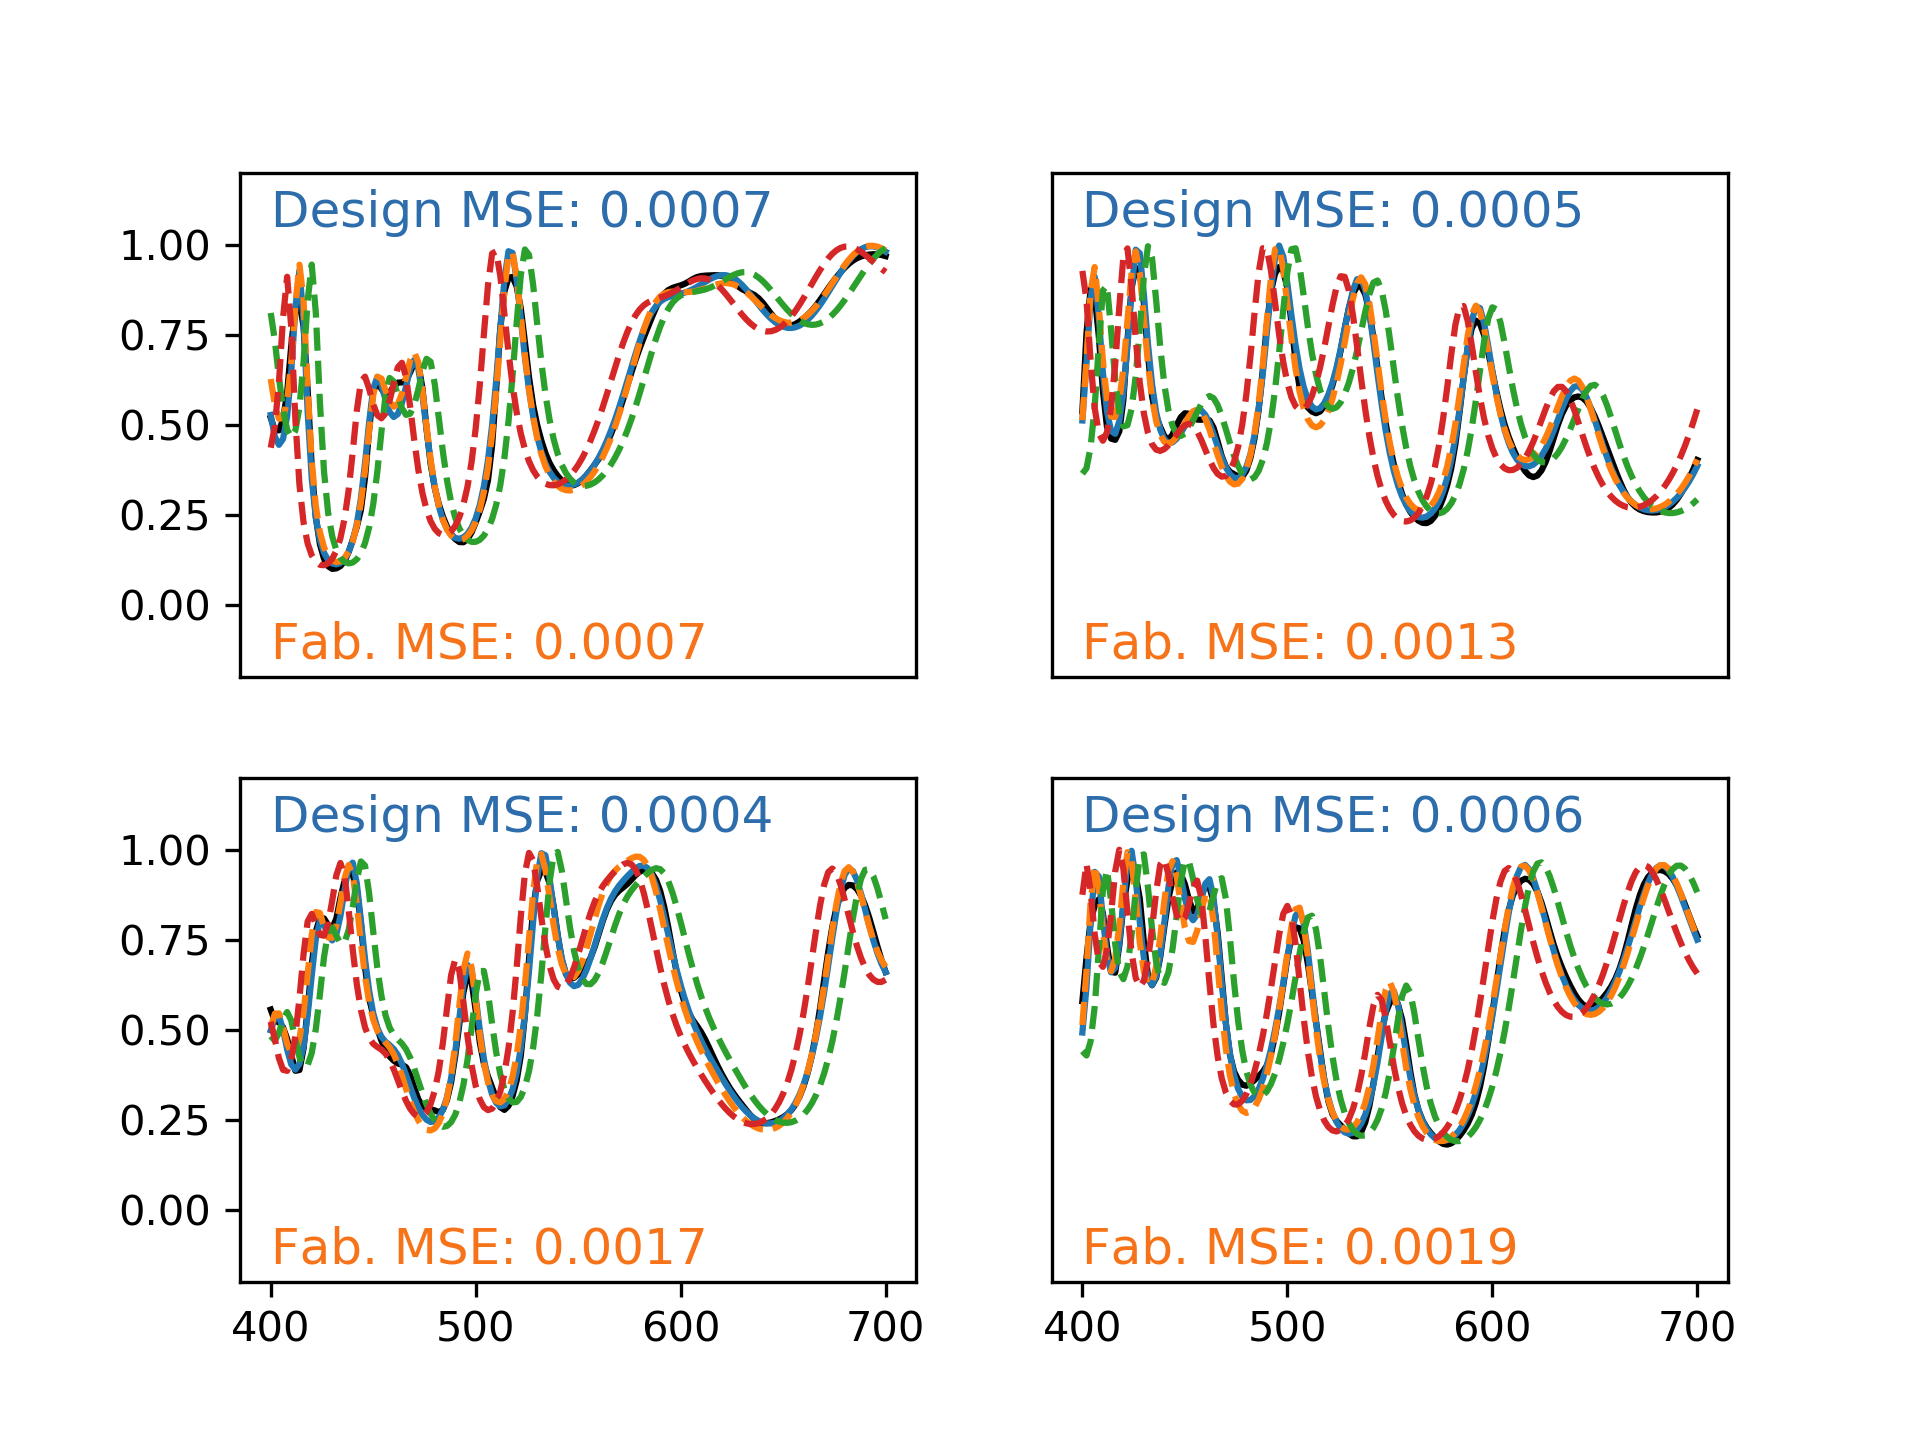 Design MSE: 0.0007
1.00
0.75
0.50
0.25
0.00
Fab. MSE: 0.0007
Design MSE: 0.0005
Fab. MSE: 0.0013
Design MSE: 0.0004
1.00
0.75
0.50
0.25
0.00
Fab. MSE: 0.0017
400 500 600 700
Design MSE: 0.0006
Fab. MSE: 0.0019
400 500 600 700